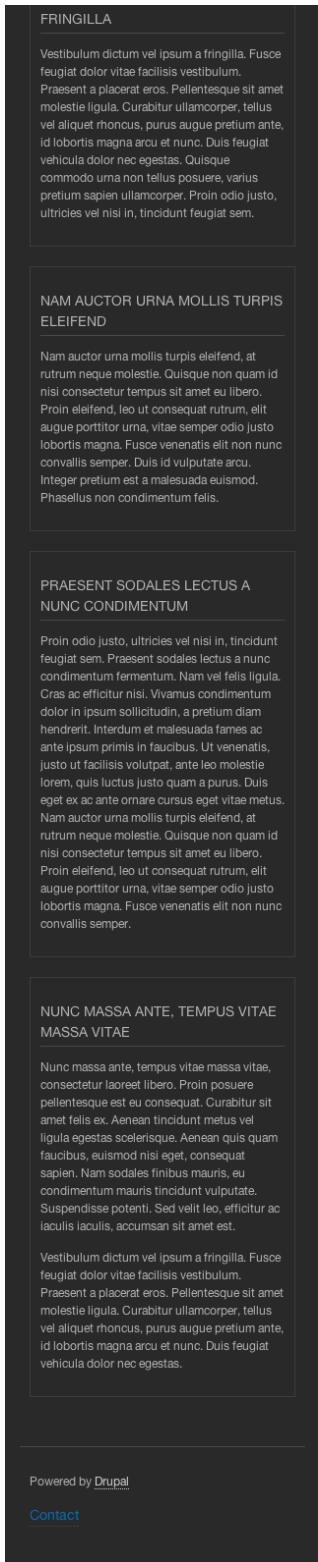 FRINGILLA
Vestibulum dictum vel ipsum a fringilla. Fusce
feugiat dolor vitae facilisis vestibulum.
Praesent a placerat eros. Pellentesque sit amet
molestie ligula. Curabitur ullamcorper, tellus
vel aliquet rhoncus, purus augue pretium ante,
id lobortis magna arcu et nunc. Duis feugiat
vehicula dolor nec egestas. Quisque
commodo urna non tellus posuere, varius
pretium sapien ullamcorper. Proin odio justo,
ultricies vel nisi in, tincidunt feugiat sem.
NAM AUCTOR URNA MOLLIS TURPIS
ELEIFEND
Nam auctor urna mollis turpis eleifend, at
rutrum neque molestie. Quisque non quam id
nisi consectetur tempus sit amet eu libero.
Proin eleifend, leo ut consequat rutrum, elit
augue porttitor urna, vitae semper odio justo
lobortis magna. Fusce venenatis elit non nunc
convallis semper. Duis id vulputate arcu.
Integer pretium est a malesuada euismod.
Phasellus non condimentum felis.
PRAESENT SODALES LECTUS A
NUNC CONDIMENTUM
Proin odio justo, ultricies vel nisi in, tincidunt
feugiat sem. Praesent sodales lectus a nunc
condimentum fermentum. Nam vel felis ligula.
Cras ac efficitur nisi. Vivamus condimentum
dolor in ipsum sollicitudin, a pretium diam
hendrerit. Interdum et malesuada fames ac
ante ipsum primis in faucibus. Ut venenatis,
justo ut facilisis volutpat, ante leo molestie
lorem, quis luctus justo quam a purus. Duis
eget ex ac ante ornare cursus eget vitae metus.
Nam auctor urna mollis turpis eleifend, at
rutrum neque molestie. Quisque non quam id
nisi consectetur tempus sit amet eu libero.
Proin eleifend, leo ut consequat rutrum, elit
augue porttitor urna, vitae semper odio justo
lobortis magna. Fusce venenatis elit non nunc
convallis semper.
NUNC MASSA ANTE, TEMPUS VITAE
MASSA VITAE
Nunc massa ante, tempus vitae massa vitae,
consectetur laoreet libero. Proin posuere
pellentesque est eu consequat. Curabitur sit
amet felis ex. Aenean tincidunt metus vel
ligula egestas scelerisque. Aenean quis quam
faucibus, euismod nisi eget, consequat
sapien. Nam sodales finibus mauris, eu
condimentum mauris tincidunt vulputate.
Suspendisse potenti. Sed velit leo, efficitur ac
iaculis iaculis, accumsan sit amet est.
Vestibulum dictum vel ipsum a fringilla. Fusce
feugiat dolor vitae facilisis vestibulum.
Praesent a placerat eros. Pellentesque sit amet
molestie ligula. Curabitur ullamcorper, tellus
vel aliquet rhoncus, purus augue pretium ante,
id lobortis magna arcu et nunc. Duis feugiat
vehicula dolor nec egestas.
Powered by Drupal
Contact